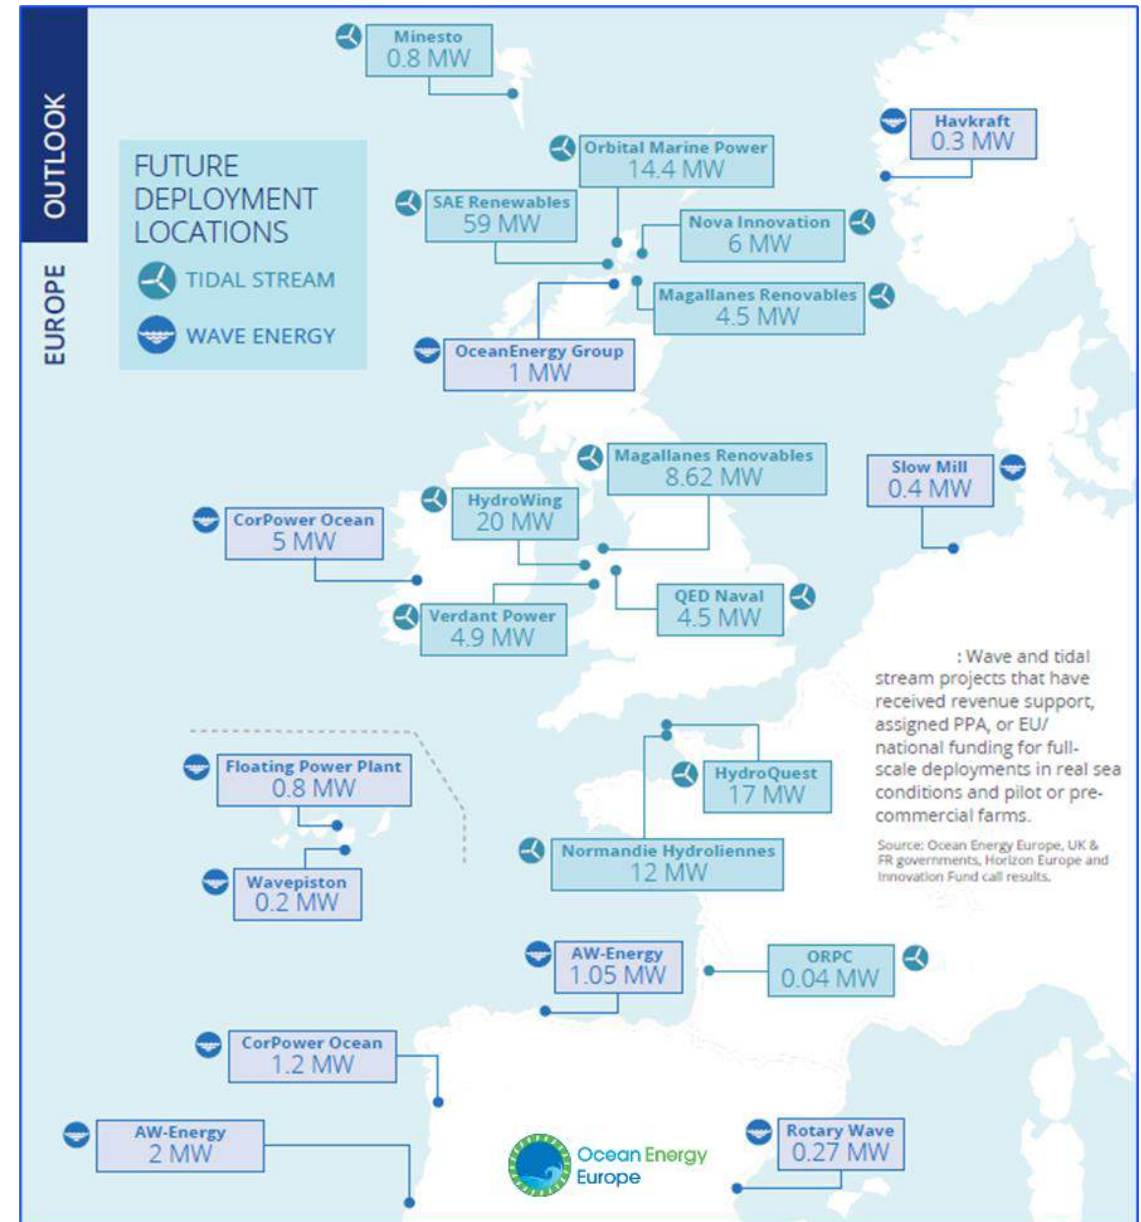 OUTLOOK
EUROPE
FUTURE
DEPLOYMENT
LOCATIONS
TIDAL STREAM
WAVE ENERGY
Minesto
0.8 MW
Havkraft
0.3 MW
Orbital Marine Power
14.4 MW
SAE Renewables
59 MW
Nova Innovation
6 MW
Magallanes Renovables
4.5 MW
OceanEnergy Group
1 MW
Magallanes Renovables
8.62 MW
Slow Mill
0.4 MW
HydroWing
20 MW
CorPower Ocean
5 MW
QED Naval
4.5 MW
Verdant Power
4.9 MW
: Wave and tidal
stream projects that have
received revenue support,
assigned PPA, or EU/
national funding for full-
scale deployments in real sea
conditions and pilot or pre-
commercial farms.
Source: Ocean Energy Europe, UK &
FR governments, Horizon Europe and
Innovation Fund call results.
Floating Power Plant
0.8 MW
HydroQuest
17 MW
Normandie Hydroliennes
12 MW
Wavepiston
0.2 MW
AW-Energy
1.05 MW
ORPC
0.04 MW
CorPower Ocean
1.2 MW
AW-Energy
2 MW
Rotary Wave
0.27 MW
Ocean Energy
Europe